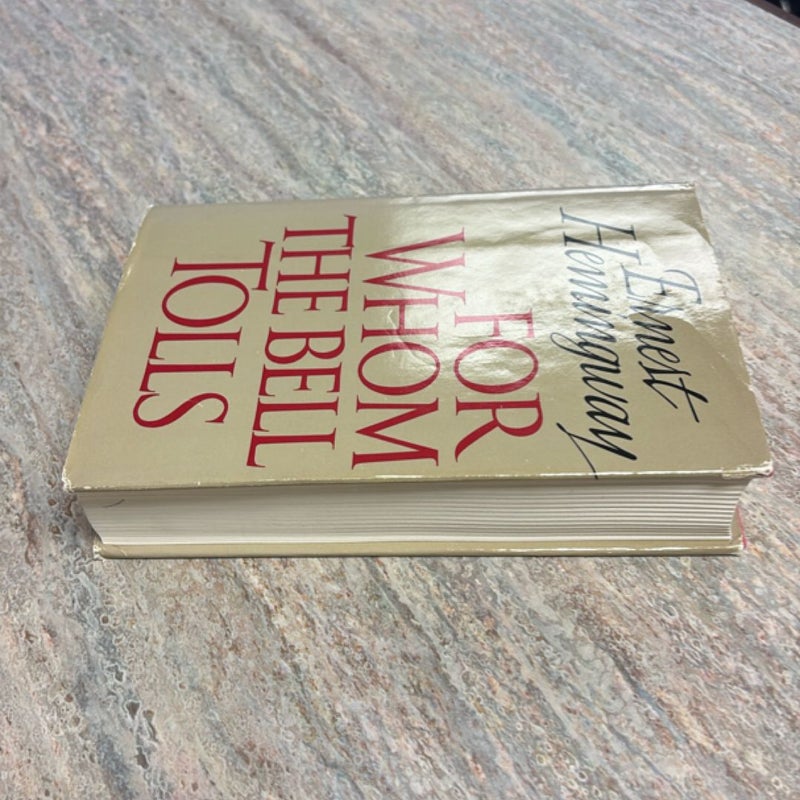 Ernest
Hemingway
FOR
WHOM
THE BELL
TOLLS